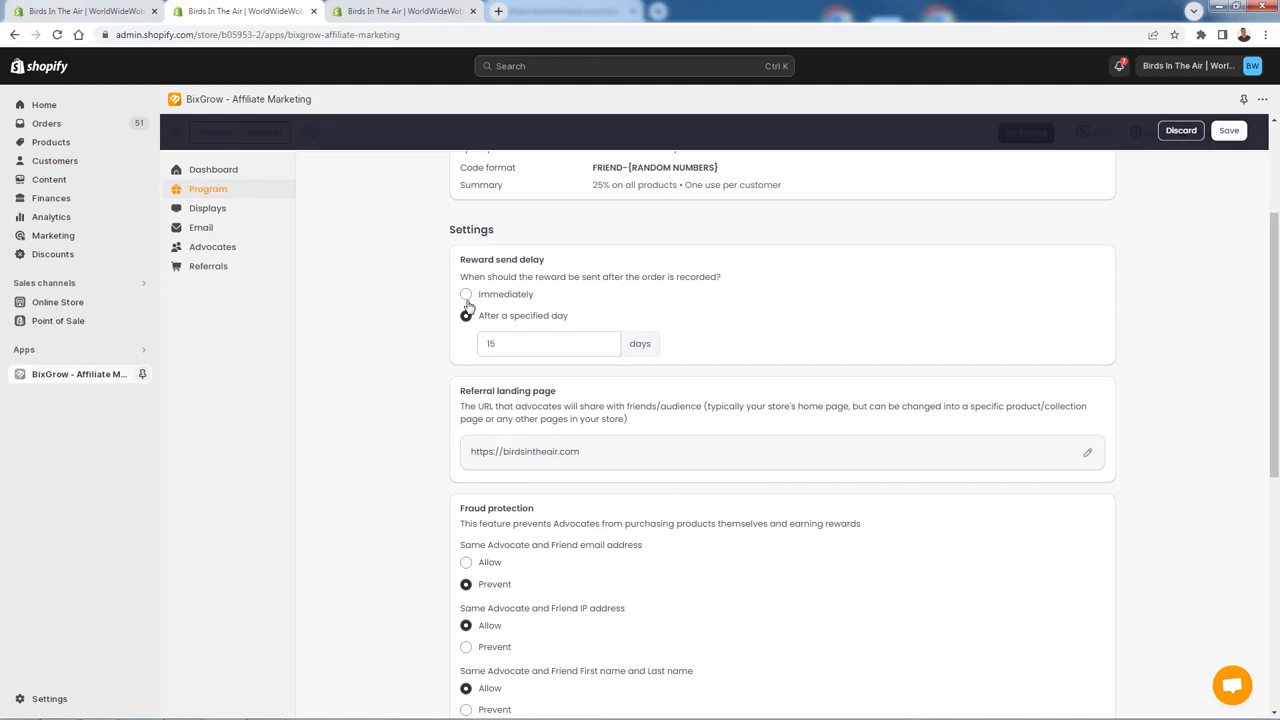 Birds In The Air | WorldWideWob
Birds In The Air | WorldWideWob
Birds In The Air | WorldWideWob
admin.shopify.com/store/b05953-2/apps/bixgrow-affiliate-marketing
shopify
Search
Ctrl K
7
Birds In The Air | Worl...
BW
Home
Orders
51
Products
Customers
Content
Finances
Analytics
Marketing
Discounts
Sales channels
Online Store
Point of Sale
Apps
BixGrow - Affiliate M...
Settings
BixGrow - Affiliate Marketing
Pricing
Discard
Save
Dashboard
Program
Displays
Email
Advocates
Referrals
Code format
FRIEND-{RANDOM NUMBERS}
Summary
25% on all products • One use per customer
Settings
Reward send delay
When should the reward be sent after the order is recorded?
Immediately
After a specified day
15
days
Referral landing page
The URL that advocates will share with friends/audience (typically your store's home page, but can be changed into a specific product/collection
page or any other pages in your store)
https://birdsintheair.com
Fraud protection
This feature prevents Advocates from purchasing products themselves and earning rewards
Same Advocate and Friend email address
Allow
Prevent
Same Advocate and Friend IP address
Allow
Prevent
Same Advocate and Friend First name and Last name
Allow
Prevent